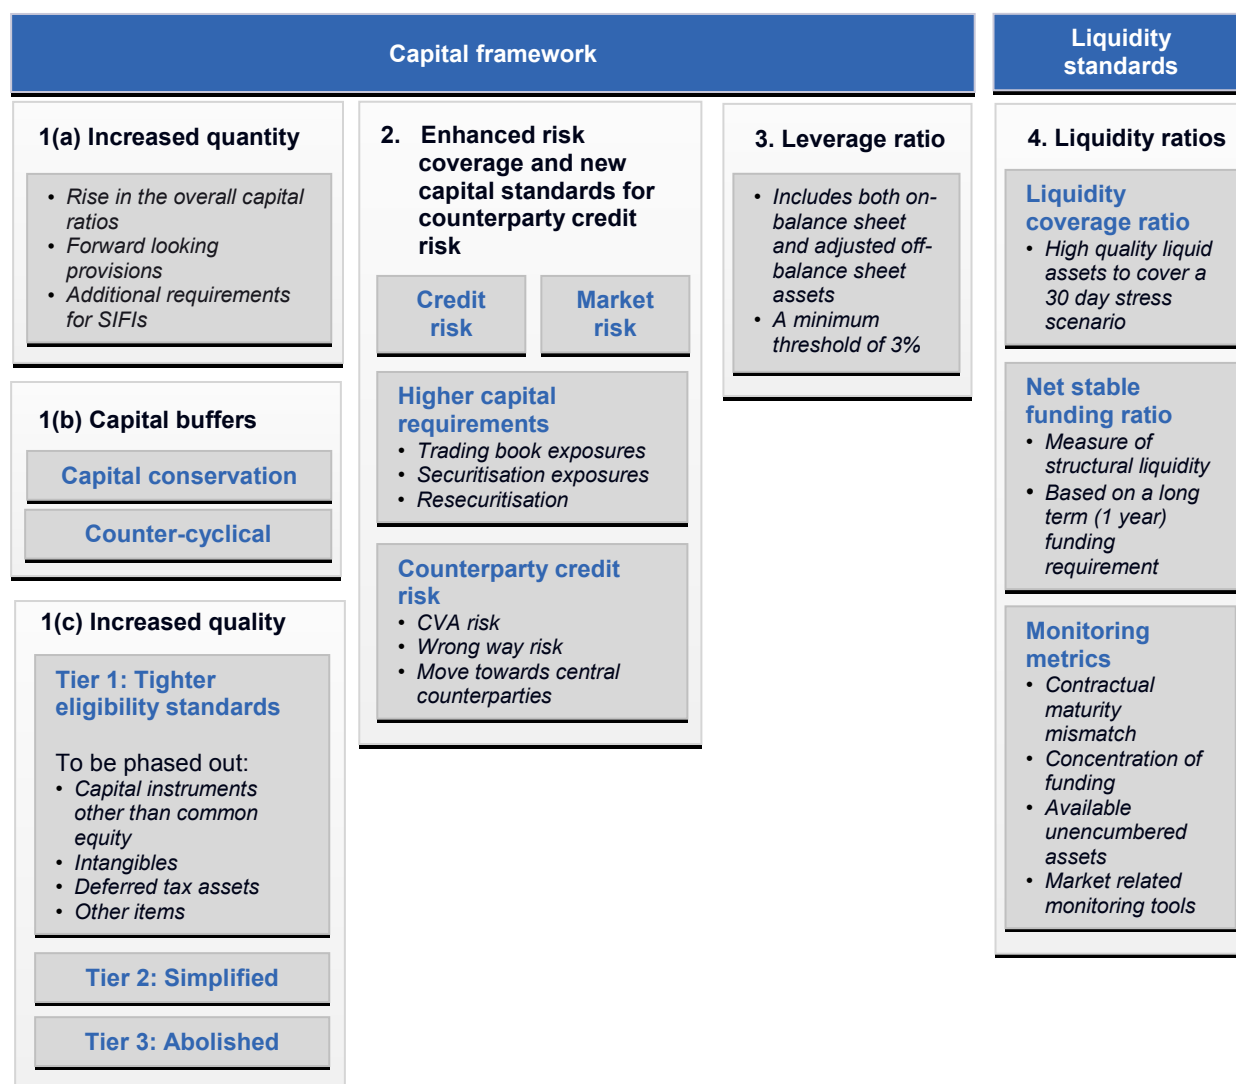 Capital framework
Liquidity
standards
1(a) Increased quantity
• Rise in the overall capital
ratios
• Forward looking
provisions
• Additional requirements
for SIFIs
1(b) Capital buffers
Capital conservation
Counter-cyclical
1(c) Increased quality
Tier 1: Tighter
eligibility standards
To be phased out:
• Capital instruments
other than common
equity
• Intangibles
• Deferred tax assets
• Other items
Tier 2: Simplified
Tier 3: Abolished
2. Enhanced risk
coverage and new
capital standards for
counterparty credit
risk
Credit
risk
Market
risk
Higher capital
requirements
• Trading book exposures
• Securitisation exposures
• Resecuritisation
Counterparty credit
risk
• CVA risk
• Wrong way risk
• Move towards central
counterparties
3. Leverage ratio
• Includes both on-
balance sheet
and adjusted off-
balance sheet
assets
• A minimum
threshold of 3%
4. Liquidity ratios
Liquidity
coverage ratio
• High quality liquid
assets to cover a
30 day stress
scenario
Net stable
funding ratio
• Measure of
structural liquidity
• Based on a long
term (1 year)
funding
requirement
Monitoring
metrics
• Contractual
maturity
mismatch
• Concentration of
funding
• Available
unencumbered
assets
• Market related
monitoring tools